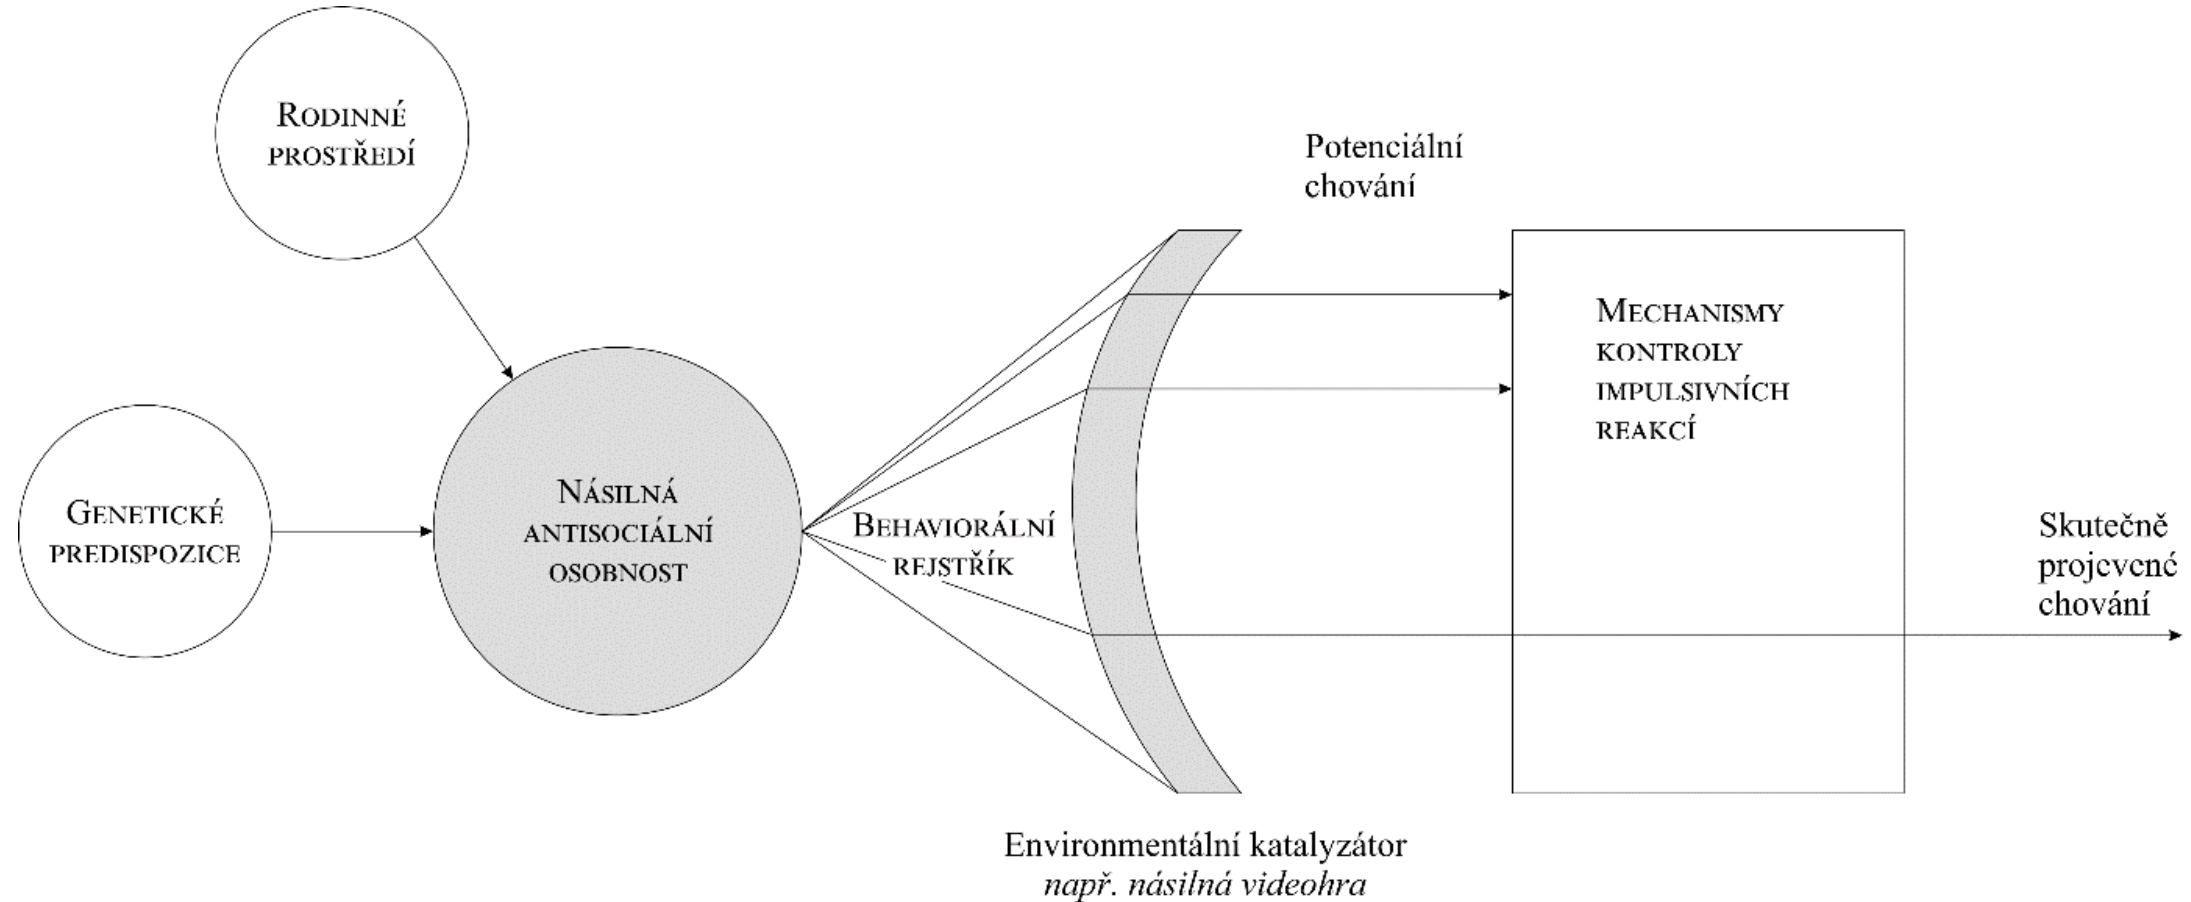 Rodinné
prostředí
Genetické
predispozice
Násilná
antisociální
osobnost
Behaviorální
rejstřík
Potenciální
chování
Mechanismy
kontroly
impulsivních
reakcí
Skutečně
projevené
chování
Environmentální katalyzátor
např. násilná videohra